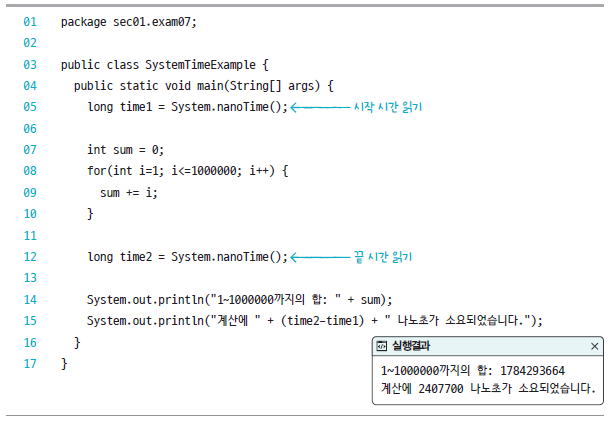 01 package sec01.exam07;
02
03 public class SystemTimeExample {
04 public static void main(String[] args) {
05 long time1 = System.nanoTime(); 시작 시간 읽기
06
07 int sum = 0;
08 for(int i=1; i<=1000000; i++) {
09 sum += i;
10 }
11
12 long time2 = System.nanoTime(); 끝 시간 읽기
13
14 System.out.println("1~1000000까지의 합: " + sum);
15 System.out.println("계산에 " + (time2-time1) + " 나노초가 소요되었습니다.");
16 }
17 }
실행결과 ×
1~1000000까지의 합: 1784293664
계산에 2407700 나노초가 소요되었습니다.